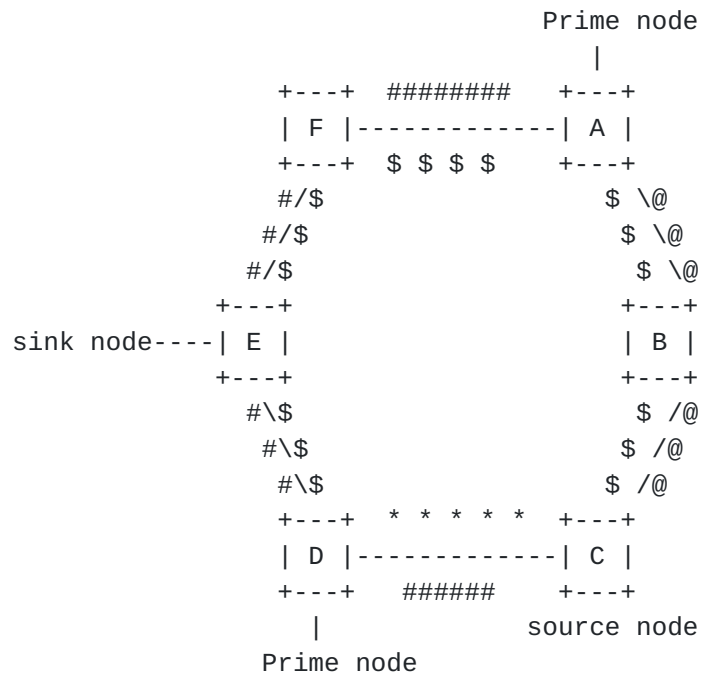 Prime node
                                     |
                 +---+  ########   +---+
                 | F |-------------| A |
                 +---+  $ $ $ $    +---+
                 #/$                  $ \@
                #/$                    $ \@
               #/$                      $ \@
             +---+                     +---+
sink node----| E |                     | B |
             +---+                     +---+
               #\$                      $ /@
                #\$                    $ /@
                 #\$                  $ /@
                 +---+  * * * * *  +---+
                 | D |-------------| C |
                 +---+   ######    +---+
                   |             source node
                Prime node